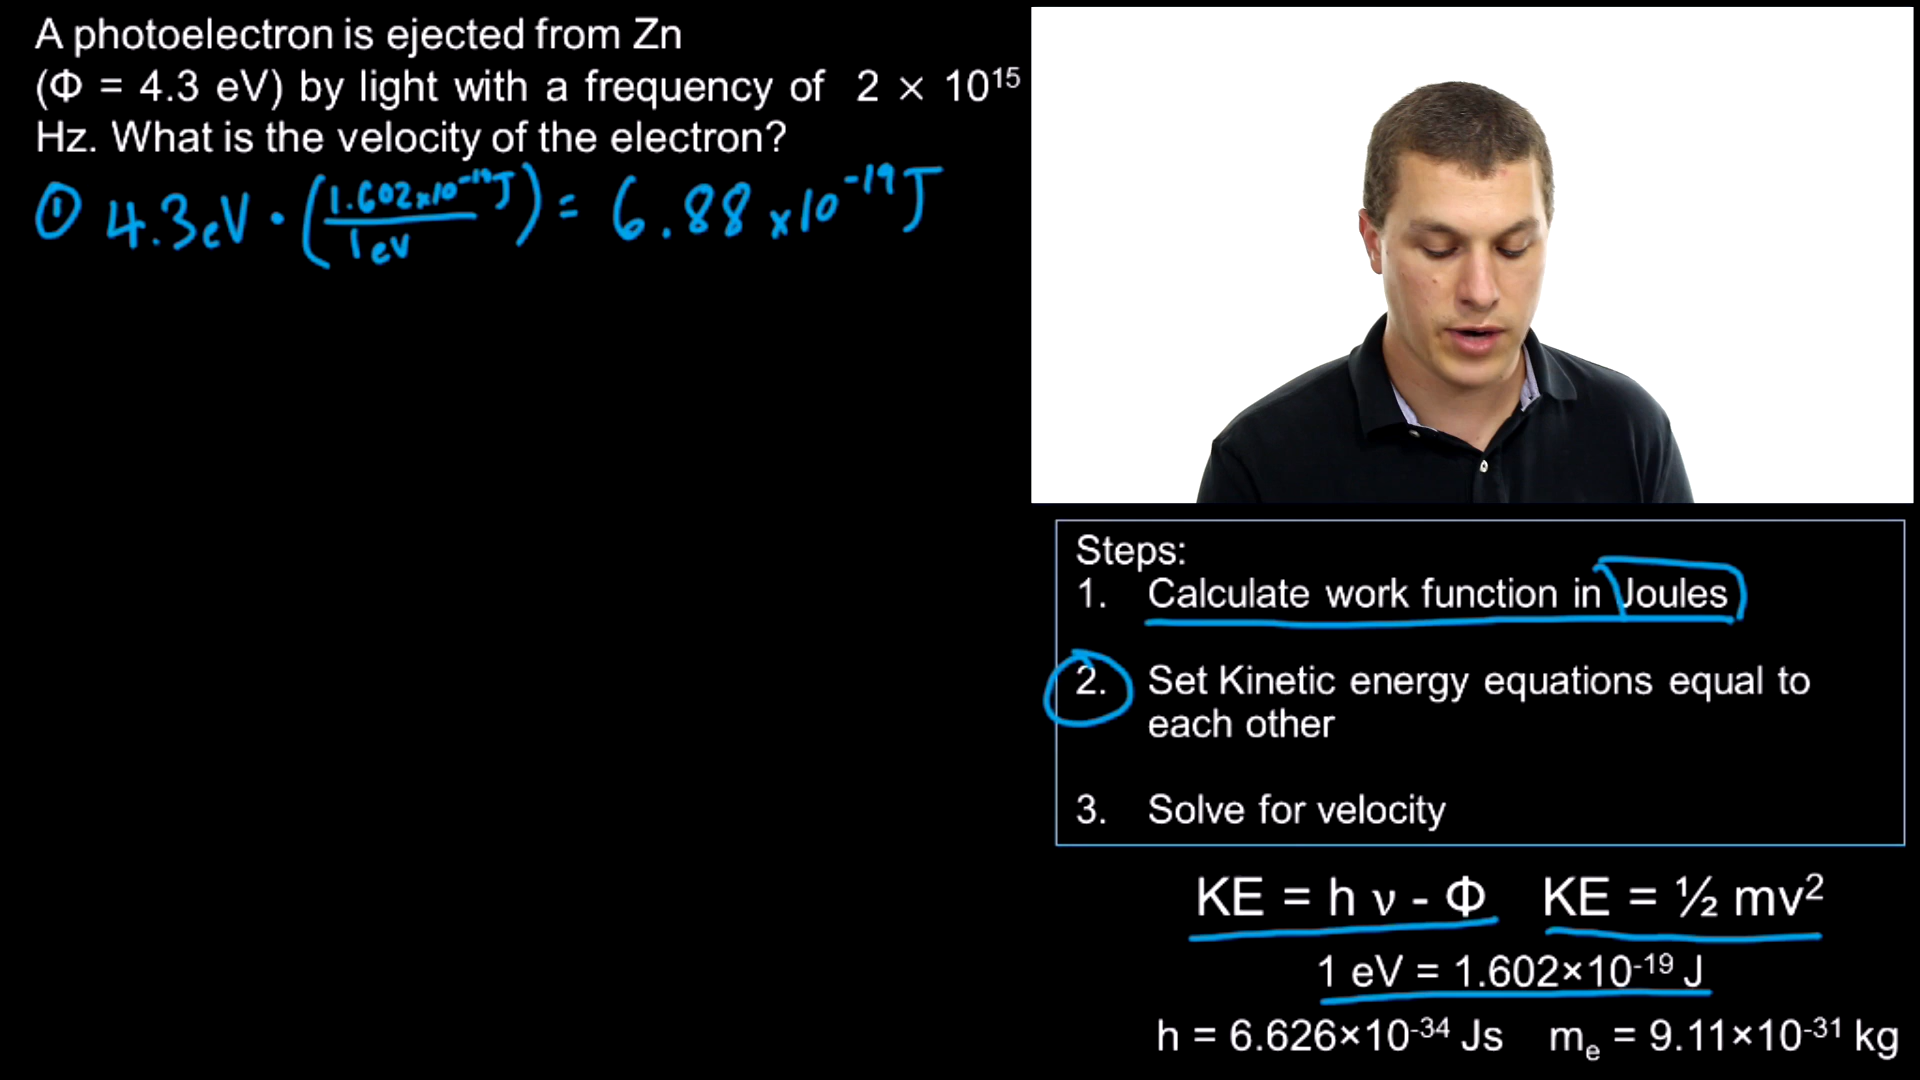 A photoelectron is ejected from Zn
(Φ = 4.3 eV) by light with a frequency of 2 × 10¹⁵
Hz. What is the velocity of the electron?
① 4.3eV · (1.602x10⁻¹⁹J / 1eV) = 6.88 x10⁻¹⁹J
Steps:
1. Calculate work function in Joules
2. Set Kinetic energy equations equal to
each other
3. Solve for velocity
KE = h ν - Φ KE = ½ mv²
1 eV = 1.602×10⁻¹⁹ J
h = 6.626×10⁻³⁴ Js mₑ = 9.11×10⁻³¹ kg